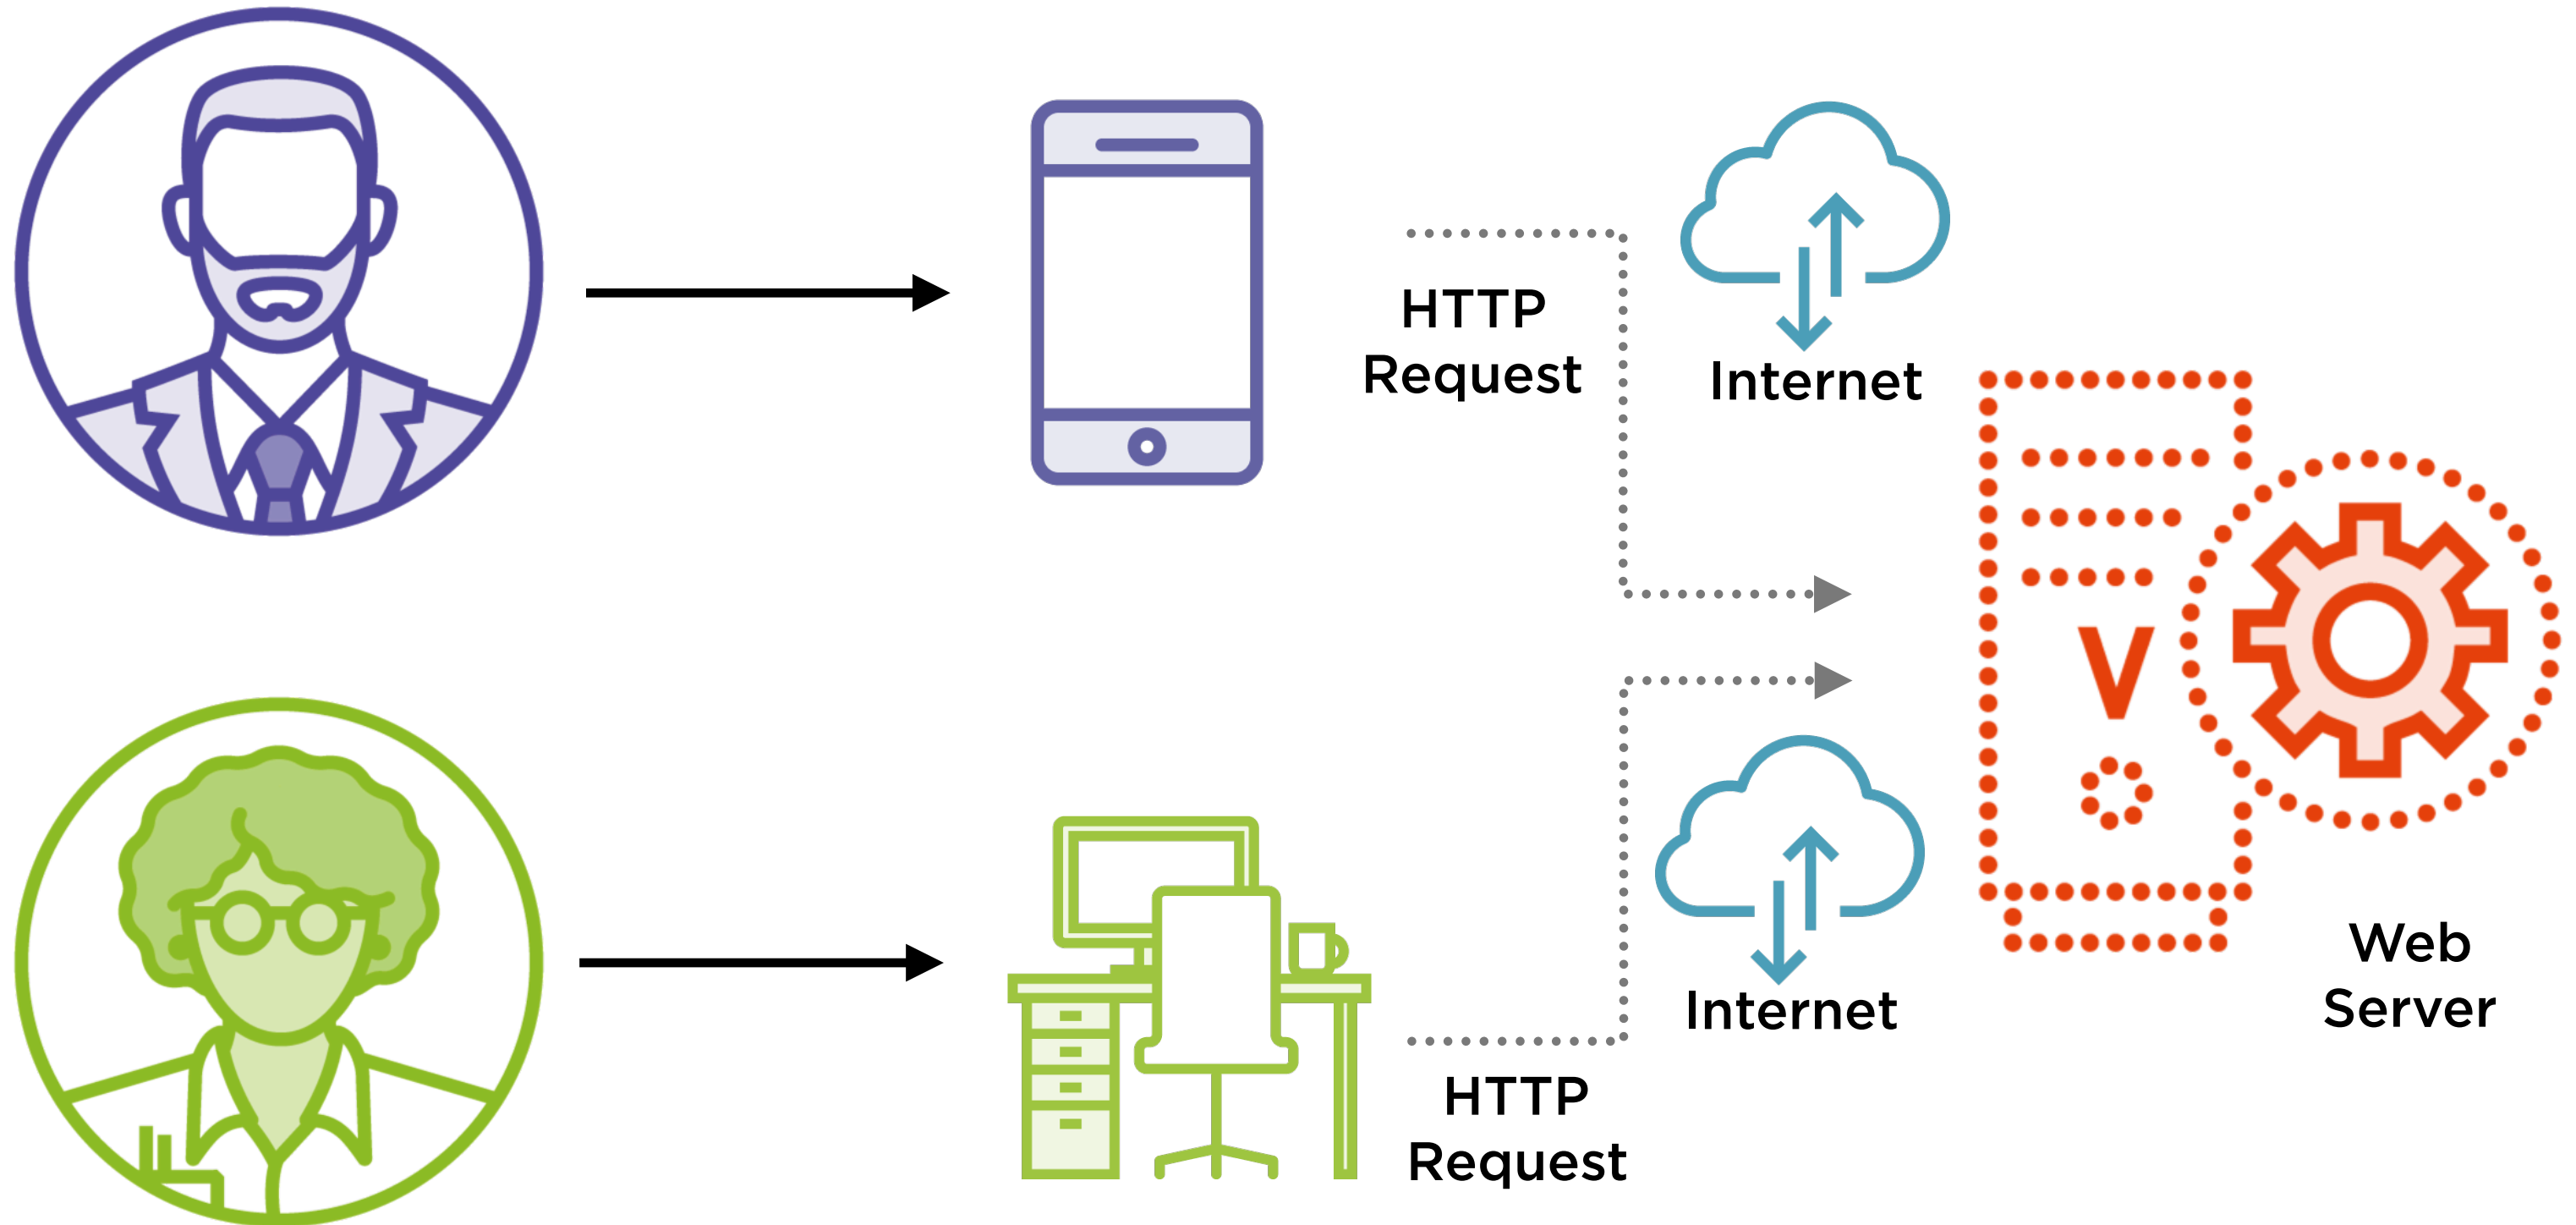 HTTP
Request
Internet
V
Internet
HTTP
Request
Web
Server